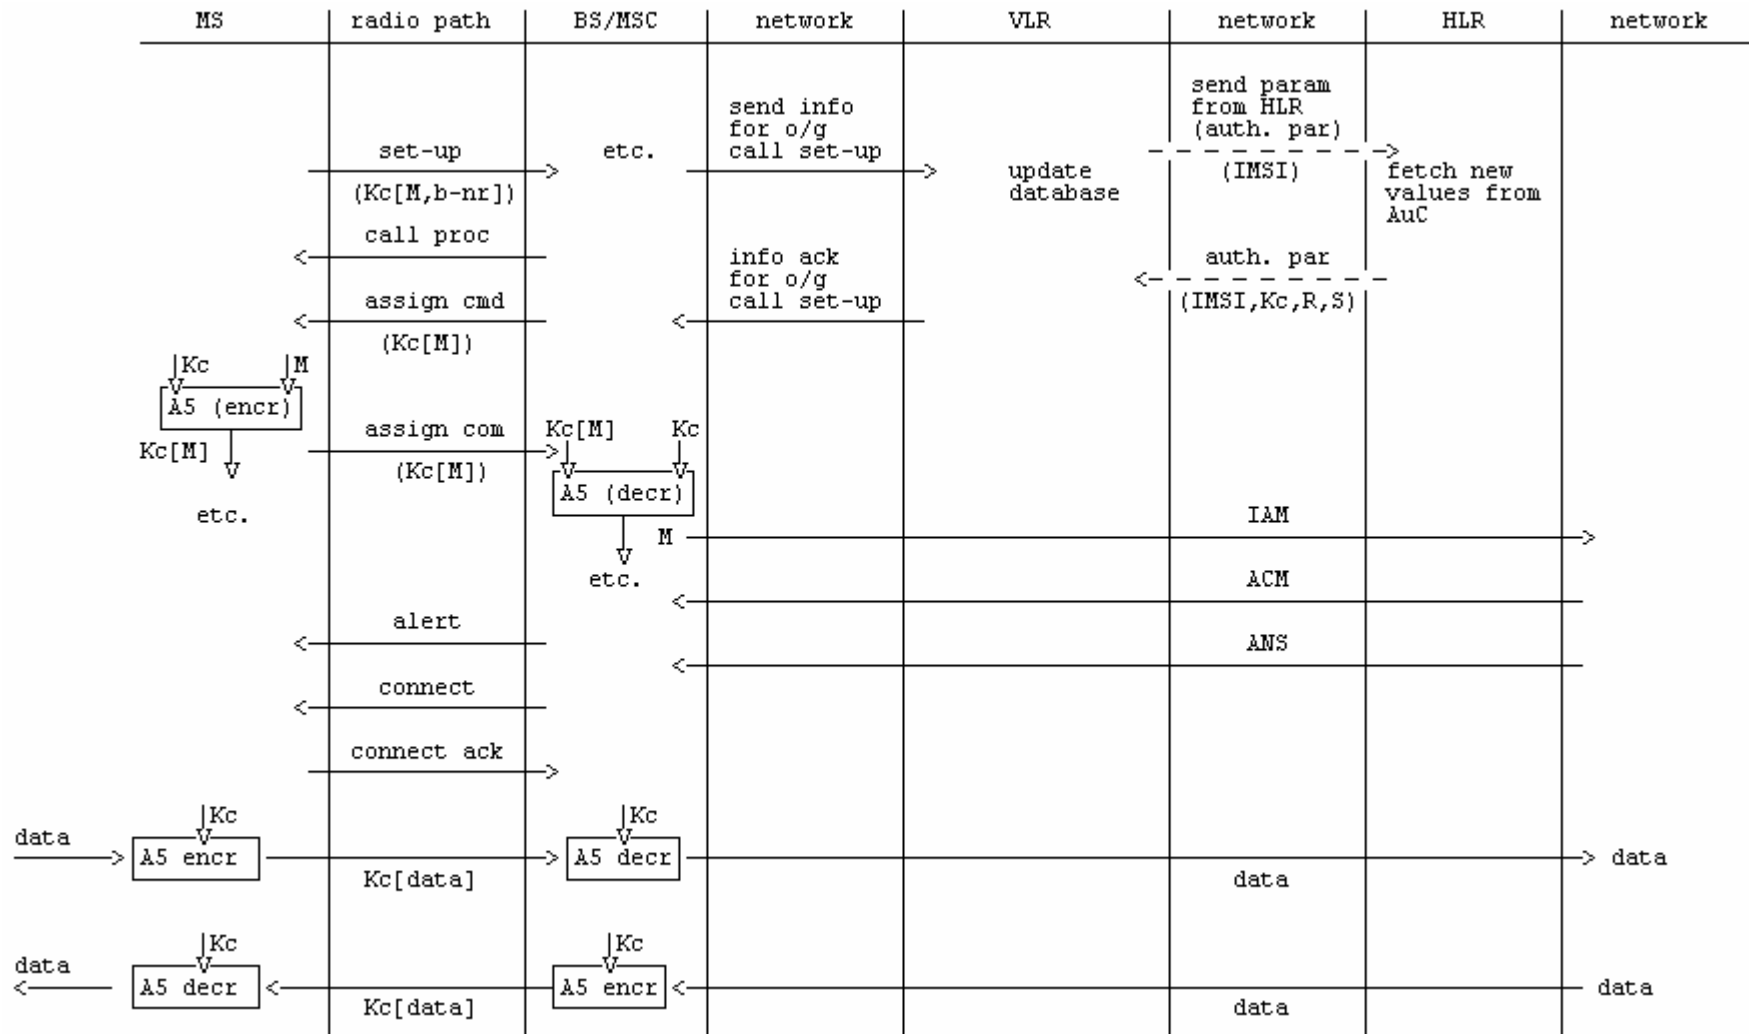 MS radio path BS/MSC network VLR network HLR network
send param
from HLR
(auth. par)
send info
for o/g
call set-up
set-up
etc.
(Kc[M,b-nr])
update
database
(IMSI)
fetch new
values from
AuC
call proc
info ack
for o/g
call set-up
auth. par
(IMSI,Kc,R,S)
assign cmd
(Kc[M])
Kc M
A5 (encr)
Kc[M]
etc.
assign com
(Kc[M])
Kc[M] Kc
A5 (decr)
M
etc.
IAM
ACM
alert
ANS
connect
connect ack
Kc Kc
data A5 encr A5 decr data
Kc[data] data
Kc Kc
data A5 decr A5 encr data
Kc[data] data